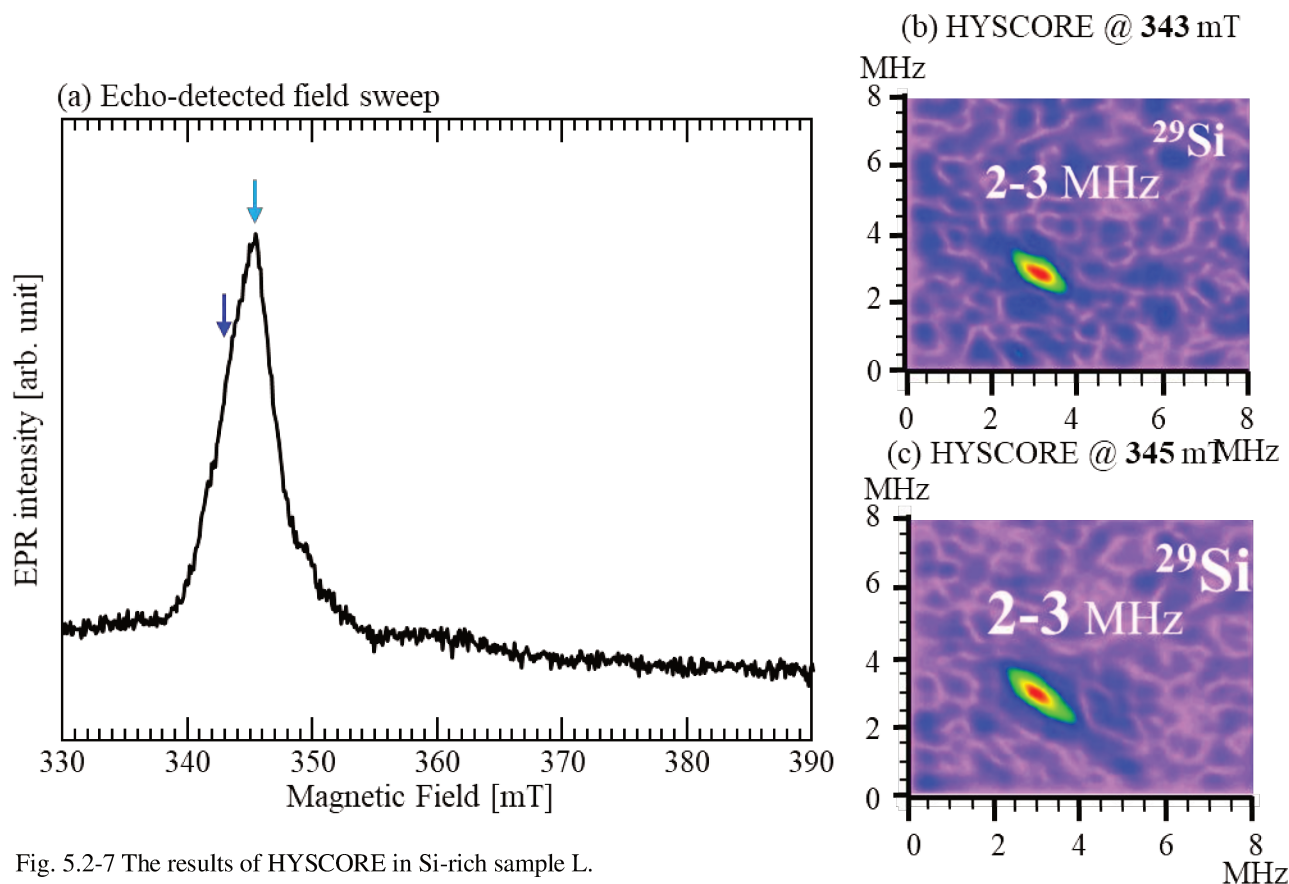 (a) Echo-detected field sweep
EPR intensity [arb. unit]
330 340 350 360 370 380 390
Magnetic Field [mT]
(b) HYSCORE @ 343 mT
MHz
8
6
4
2
0
29Si
2-3 MHz
0 2 4 6 8
MHz
(c) HYSCORE @ 345 mT
MHz
8
6
4
2
0
29Si
2-3 MHz
0 2 4 6 8
MHz
Fig. 5.2-7 The results of HYSCORE in Si-rich sample L.